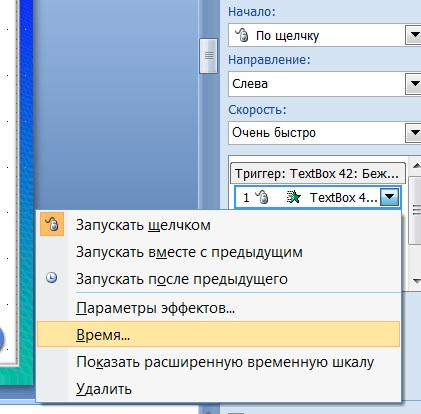 Начало:
По щелчку
Направление:
Слева
Скорость:
Очень быстро
Триггер: TextBox 42: Беж...
1 TextBox 4...
Запускать щелчком
Запускать вместе с предыдущим
Запускать после предыдущего
Параметры эффектов...
Время...
Показать расширенную временную шкалу
Удалить